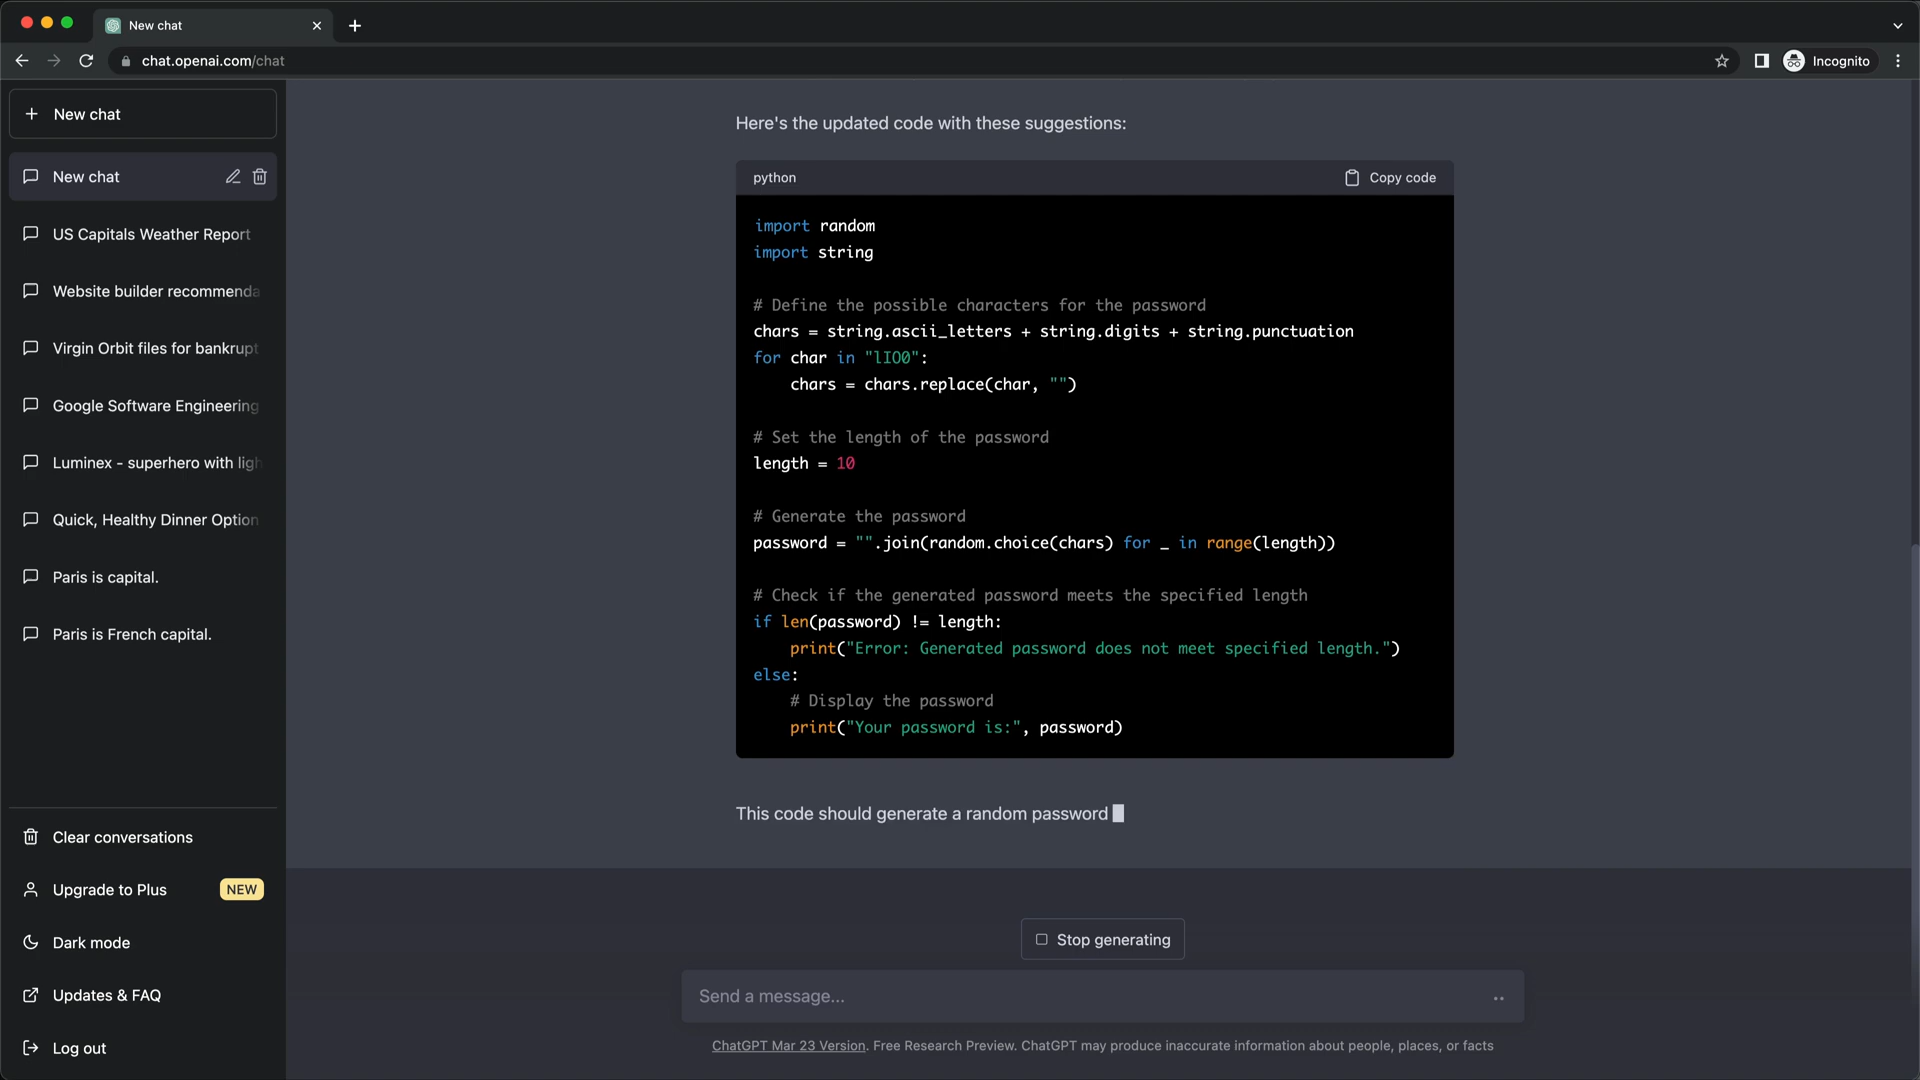 New chat
chat.openai.com/chat
Incognito
New chat
New chat
US Capitals Weather Report
Website builder recommenda
Virgin Orbit files for bankrupt
Google Software Engineering
Luminex - superhero with ligh
Quick, Healthy Dinner Option
Paris is capital.
Paris is French capital.
Clear conversations
Upgrade to Plus NEW
Dark mode
Updates & FAQ
Log out
Here's the updated code with these suggestions:
python Copy code
import random
import string
# Define the possible characters for the password
chars = string.ascii_letters + string.digits + string.punctuation
for char in "lIO0":
    chars = chars.replace(char, "")
# Set the length of the password
length = 10
# Generate the password
password = "".join(random.choice(chars) for _ in range(length))
# Check if the generated password meets the specified length
if len(password) != length:
    print("Error: Generated password does not meet specified length.")
else:
    # Display the password
    print("Your password is:", password)
This code should generate a random password
Stop generating
Send a message...
ChatGPT Mar 23 Version. Free Research Preview. ChatGPT may produce inaccurate information about people, places, or facts